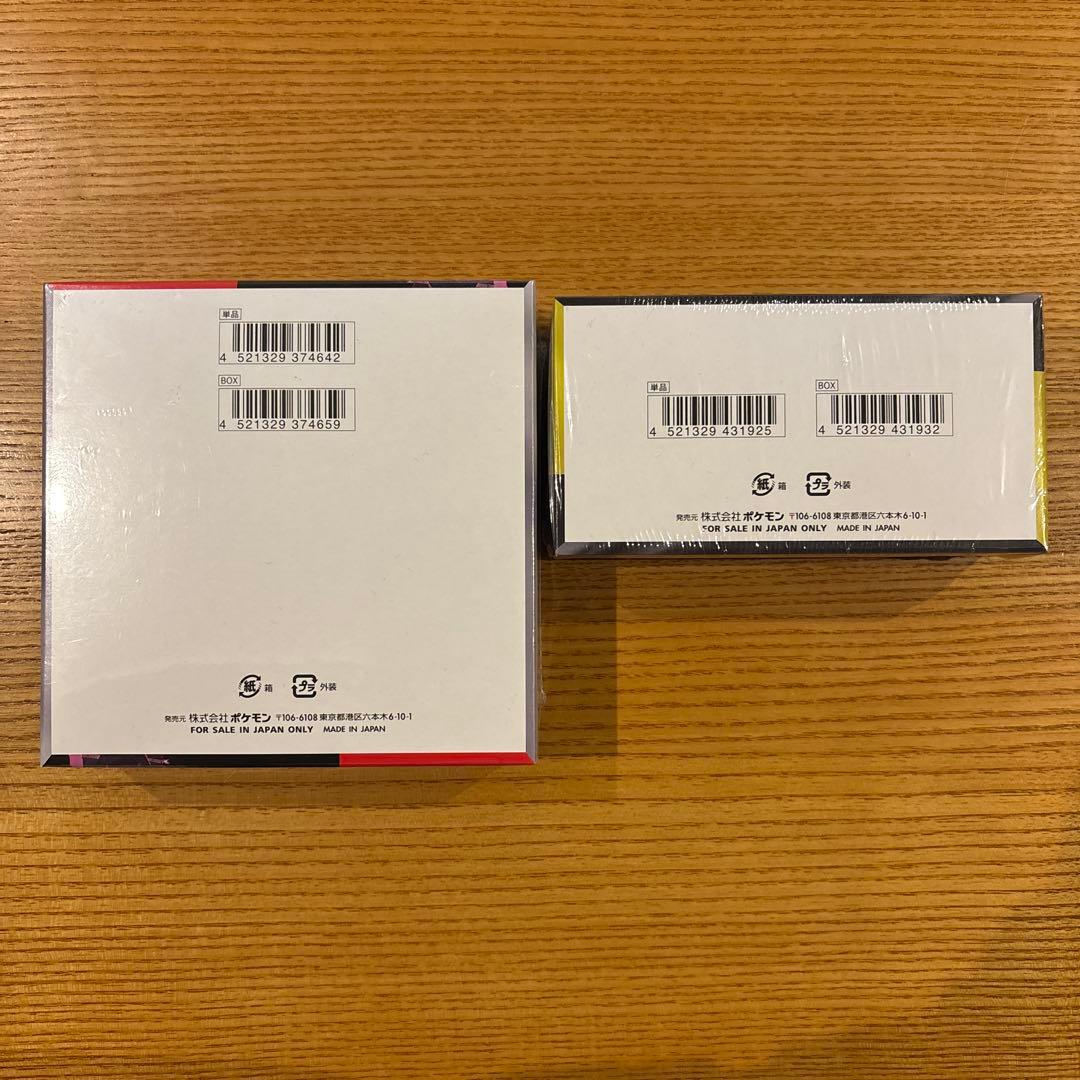 単品
4 521329 374642
BOX
4 521329 374659
紙 箱 プラ 外装
発売元 株式会社ポケモン 〒106-6108 東京都港区六本木6-10-1
FOR SALE IN JAPAN ONLY MADE IN JAPAN
単品
4 521329 431925
BOX
4 521329 431932
紙 箱 プラ 外装
発売元 株式会社ポケモン 〒106-6108 東京都港区六本木6-10-1
FOR SALE IN JAPAN ONLY MADE IN JAPAN